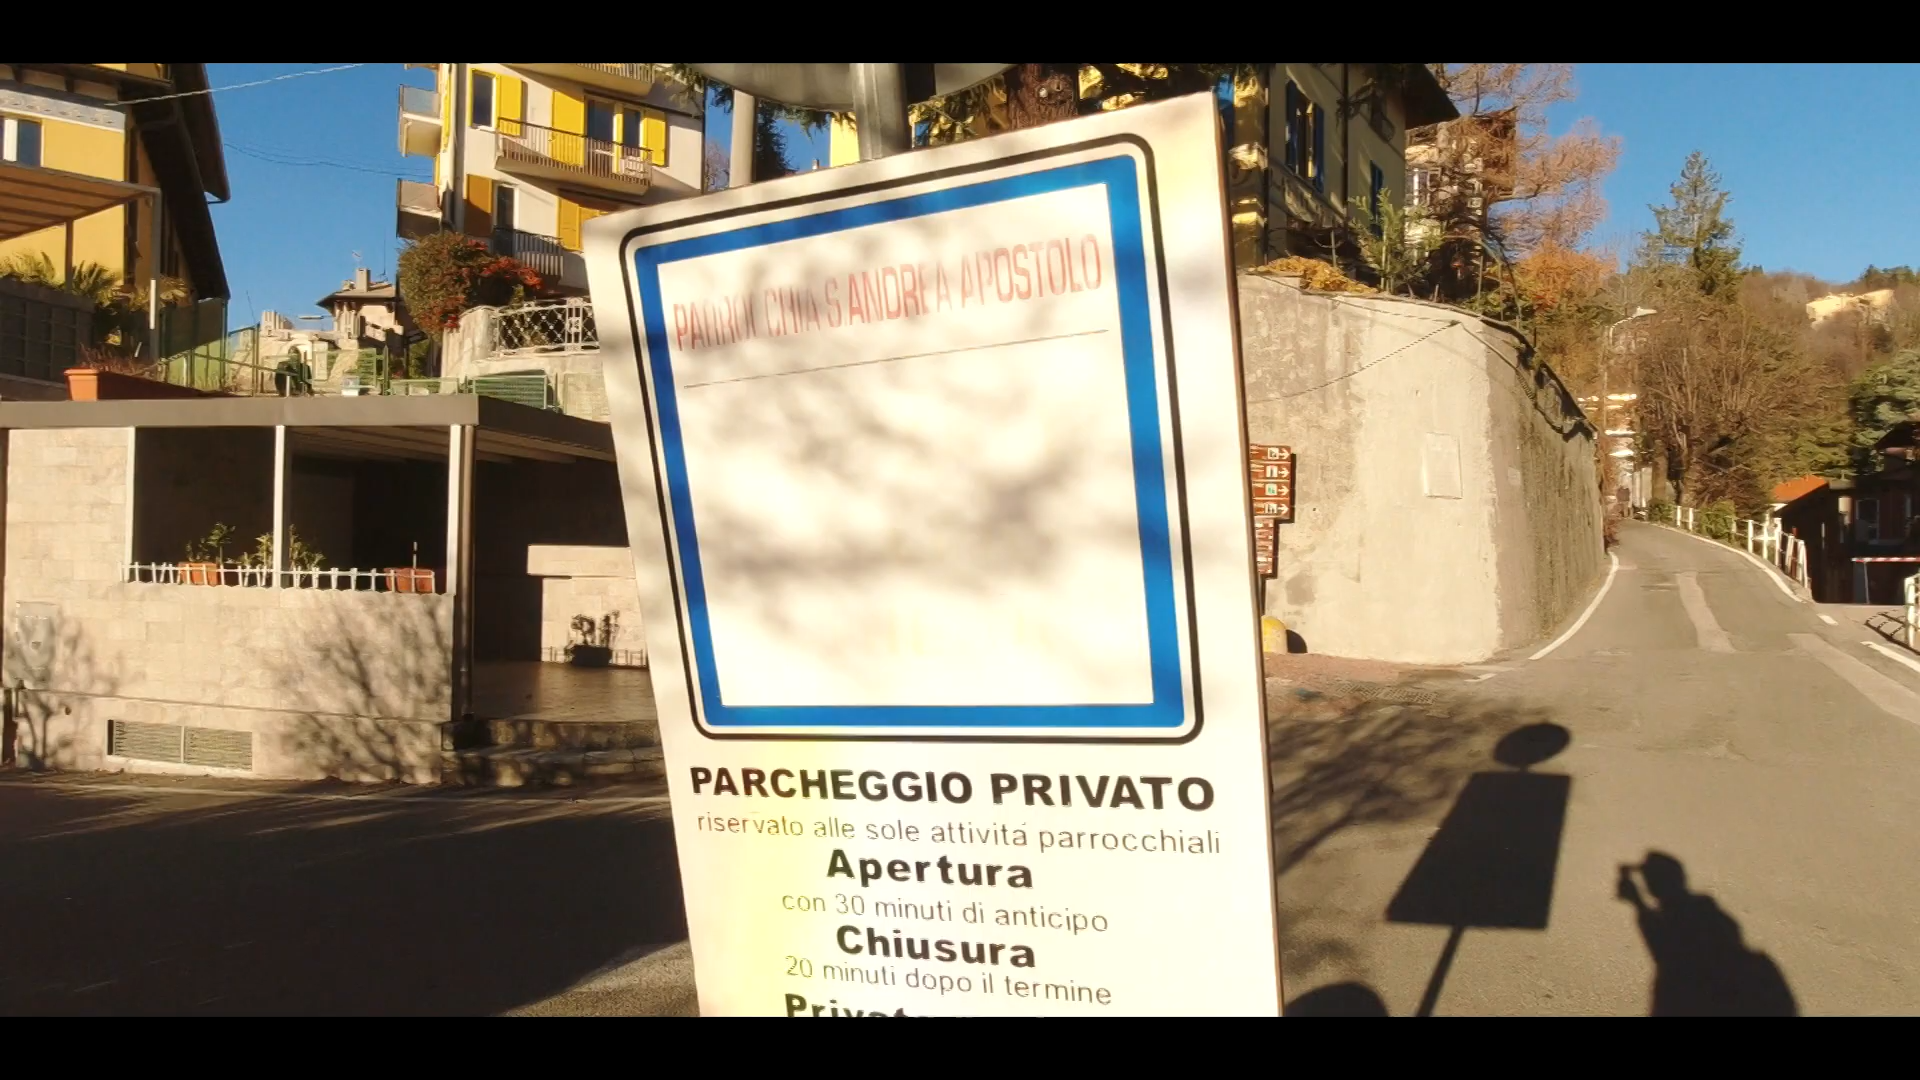 PARROCCHIA S. ANDREA APOSTOLO
PARCHEGGIO PRIVATO
riservato alle sole attivitá parrocchiali
Apertura
con 30 minuti di anticipo
Chiusura
20 minuti dopo il termine